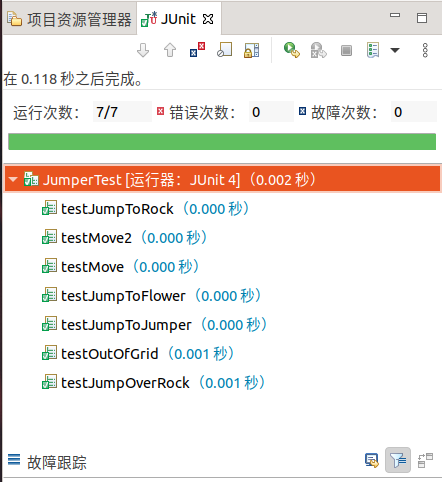 项目资源管理器 JUnit
在 0.118 秒之后完成。
运行次数： 7/7 错误次数： 0 故障次数： 0
JumperTest [运行器：JUnit 4]（0.002 秒）
testJumpToRock（0.000 秒）
testMove2（0.000 秒）
testMove（0.000 秒）
testJumpToFlower（0.000 秒）
testJumpToJumper（0.000 秒）
testOutOfGrid（0.001 秒）
testJumpOverRock（0.001 秒）
故障跟踪